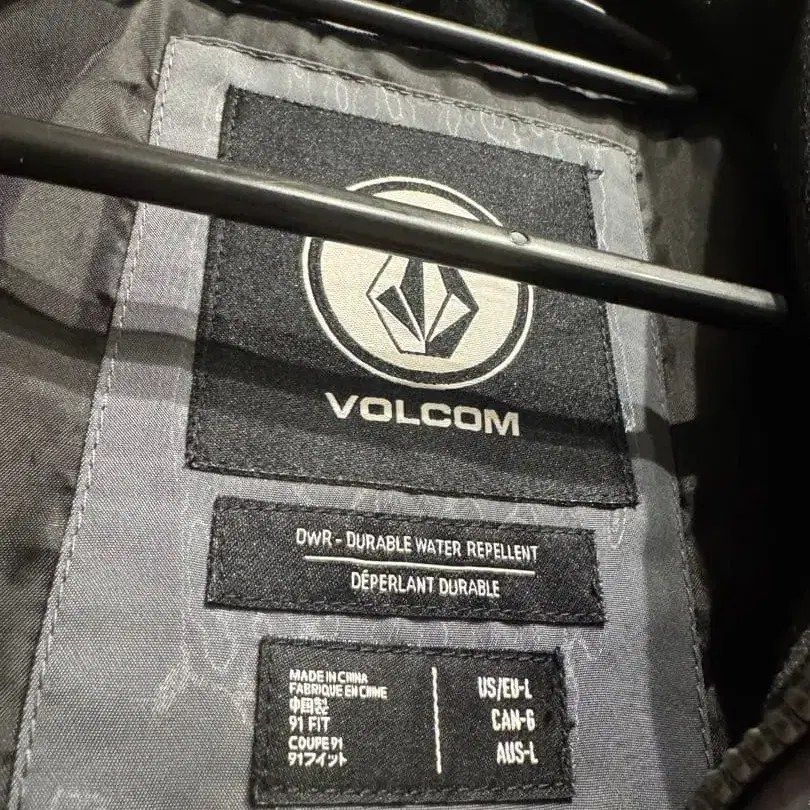 VOLCOM
DWR - DURABLE WATER REPELLENT
DÉPERLANT DURABLE
MADE IN CHINA
FABRIQUE EN CHINE
中国製
91 FIT
COUPE 91
91フィット
US/EU-L
CAN-G
AUS-L